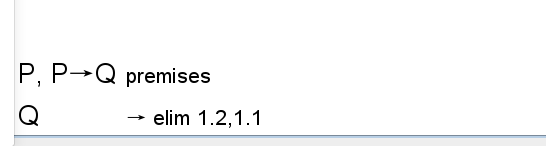 P, P→Q premises
Q → elim 1.2,1.1